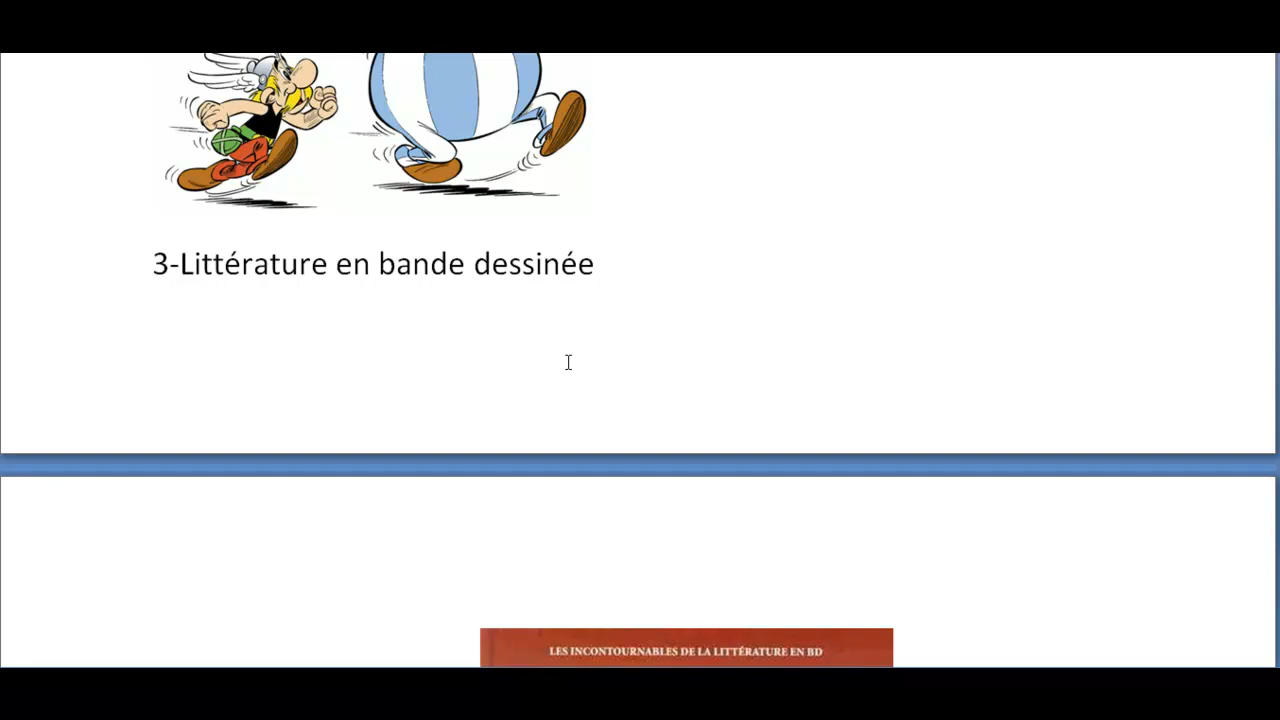 3-Littérature en bande dessinée
LES INCONTOURNABLES DE LA LITTÉRATURE EN BD